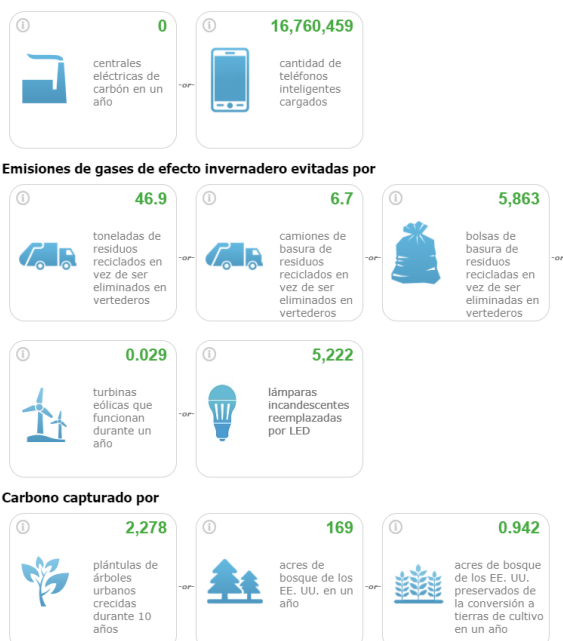 0
centrales
eléctricas de
carbón en un
año
-or-
16,760,459
cantidad de
teléfonos
inteligentes
cargados
Emisiones de gases de efecto invernadero evitadas por
46.9
toneladas de
residuos
reciclados en
vez de ser
eliminados en
vertederos
-or-
6.7
camiones de
basura de
residuos
reciclados en
vez de ser
eliminados en
vertederos
-or-
5,863
bolsas de
basura de
residuos
recicladas en
vez de ser
eliminadas en
vertederos
-or
0.029
turbinas
eólicas que
funcionan
durante un
año
-or-
5,222
lámparas
incandescentes
reemplazadas
por LED
Carbono capturado por
2,278
plántulas de
árboles
urbanos
crecidas
durante 10
años
-or-
169
acres de
bosque de los
EE. UU. en un
año
-or-
0.942
acres de bosque
de los EE. UU.
preservados de
la conversión a
tierras de cultivo
en un año